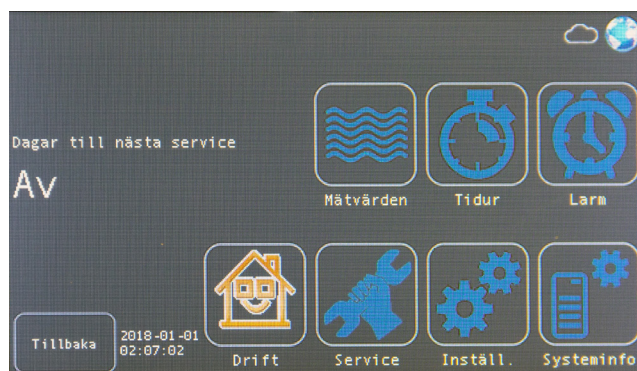 Dagar till nästa service
Av
Mätvärden
Tidur
Larm
Tillbaka
2018-01-01
02:07:02
Drift
Service
Inställ.
Systeminfo